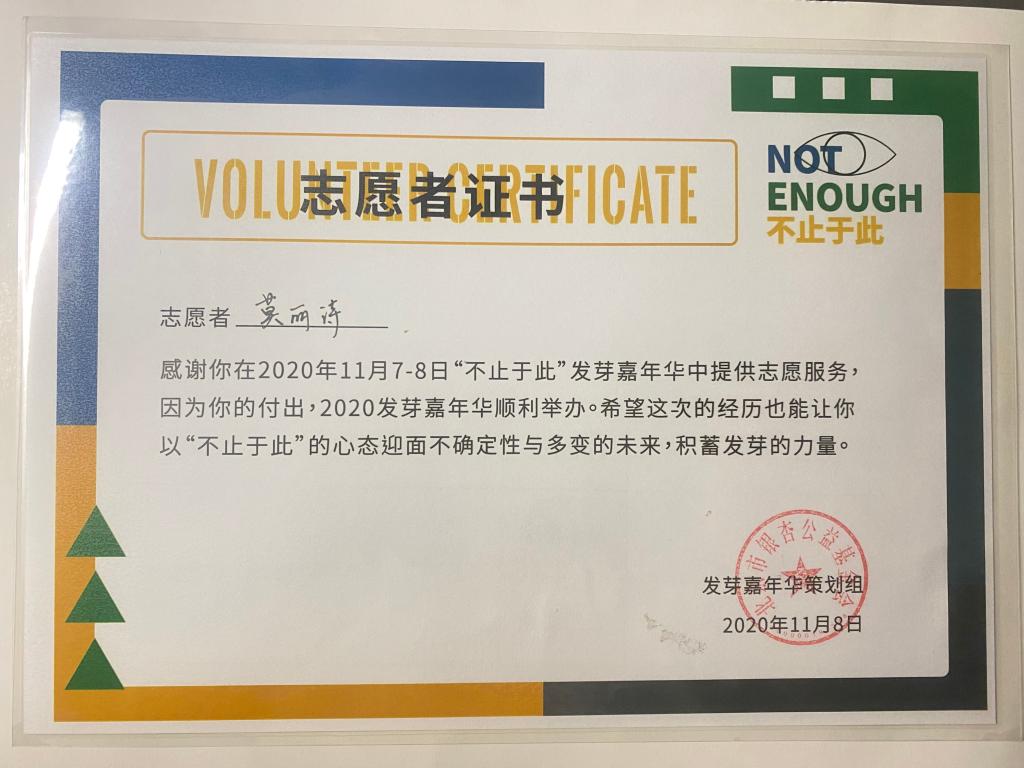 VOLUNTEER CERTIFICATE
志愿者证书
NOT
ENOUGH
不止于此
志愿者 莫丽诗
感谢你在2020年11月7-8日“不止于此”发芽嘉年华中提供志愿服务，
因为你的付出，2020发芽嘉年华顺利举办。希望这次的经历也能让你
以“不止于此”的心态迎面不确定性与多变的未来，积蓄发芽的力量。
北京市银杏公益基金会
发芽嘉年华策划组
2020年11月8日